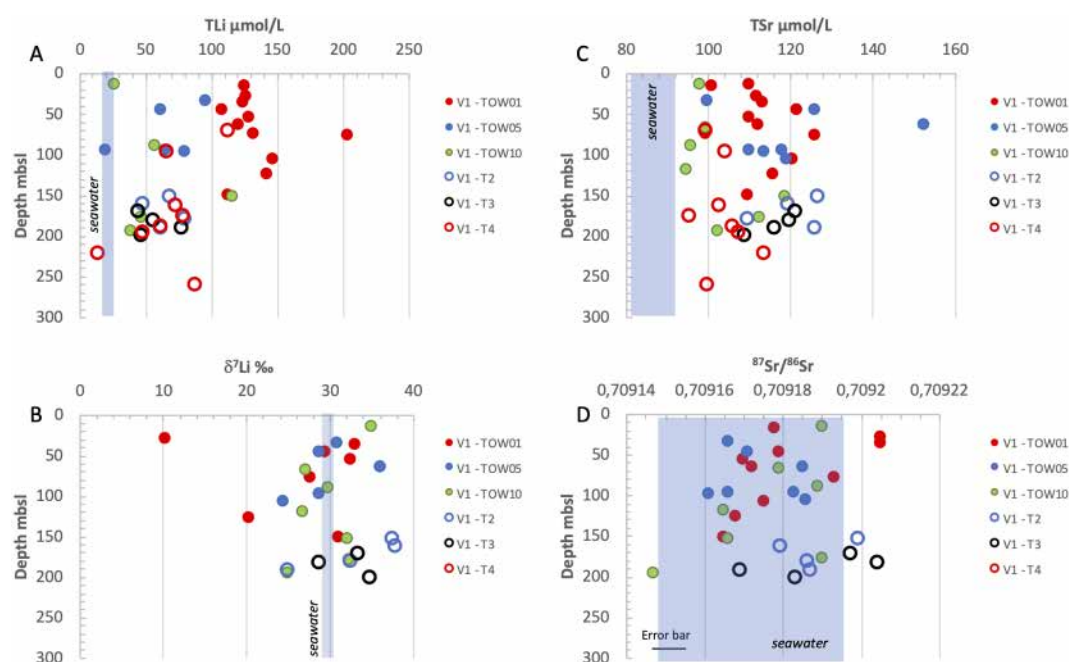 A
TLi µmol/L
0 50 100 150 200 250
Depth mbsl
0
50
100
150
200
250
300
seawater
V1 - TOW01
V1 - TOW05
V1 - TOW10
V1 - T2
V1 - T3
V1 - T4
C
TSr µmol/L
80 100 120 140 160
Depth mbsl
0
50
100
150
200
250
300
seawater
V1 - TOW01
V1 - TOW05
V1 - TOW10
V1 - T2
V1 - T3
V1 - T4
B
δ⁷Li ‰
0 10 20 30 40
Depth mbsl
0
50
100
150
200
250
300
seawater
V1 - TOW01
V1 - TOW05
V1 - TOW10
V1 - T2
V1 - T3
V1 - T4
D
⁸⁷Sr/⁸⁶Sr
0,70914 0,70916 0,70918 0,7092 0,70922
Depth mbsl
0
50
100
150
200
250
300
Error bar
seawater
V1 - TOW01
V1 - TOW05
V1 - TOW10
V1 - T2
V1 - T3
V1 - T4